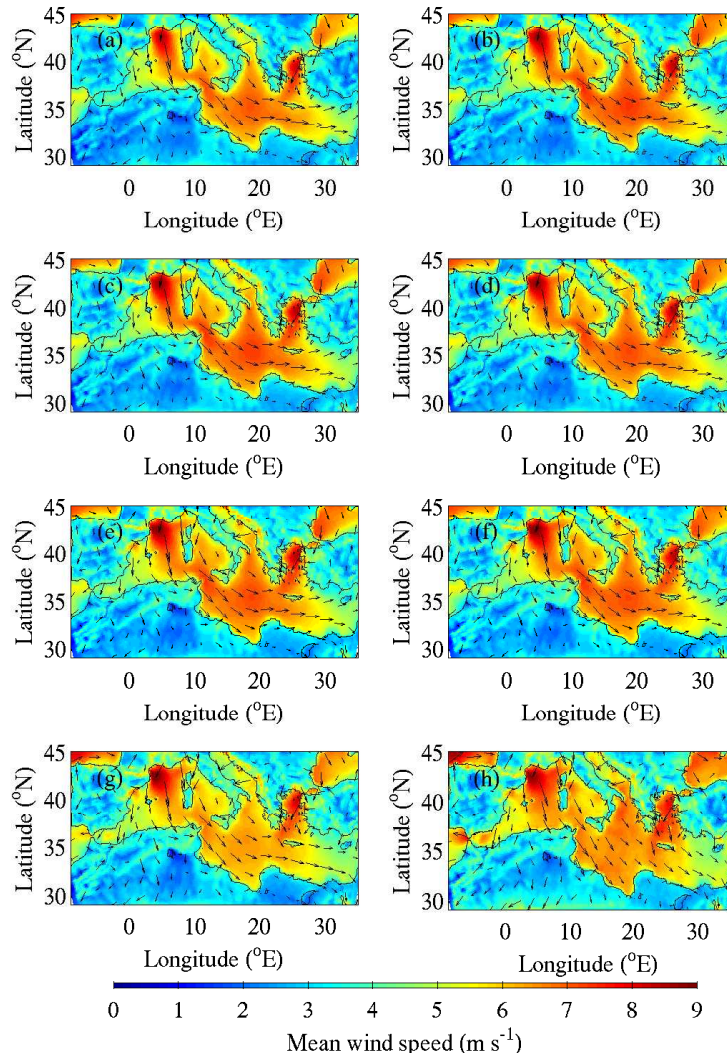 45 (a) 45 (b)
Latitude (°N) 40 Latitude (°N) 40
35 35
30 30
0 10 20 30 0 10 20 30
Longitude (°E) Longitude (°E)
45 (c) 45 (d)
Latitude (°N) 40 Latitude (°N) 40
35 35
30 30
0 10 20 30 0 10 20 30
Longitude (°E) Longitude (°E)
45 (e) 45 (f)
Latitude (°N) 40 Latitude (°N) 40
35 35
30 30
0 10 20 30 0 10 20 30
Longitude (°E) Longitude (°E)
45 (g) 45 (h)
Latitude (°N) 40 Latitude (°N) 40
35 35
30 30
0 10 20 30 0 10 20 30
Longitude (°E) Longitude (°E)
0 1 2 3 4 5 6 7 8 9
Mean wind speed (m s⁻¹)